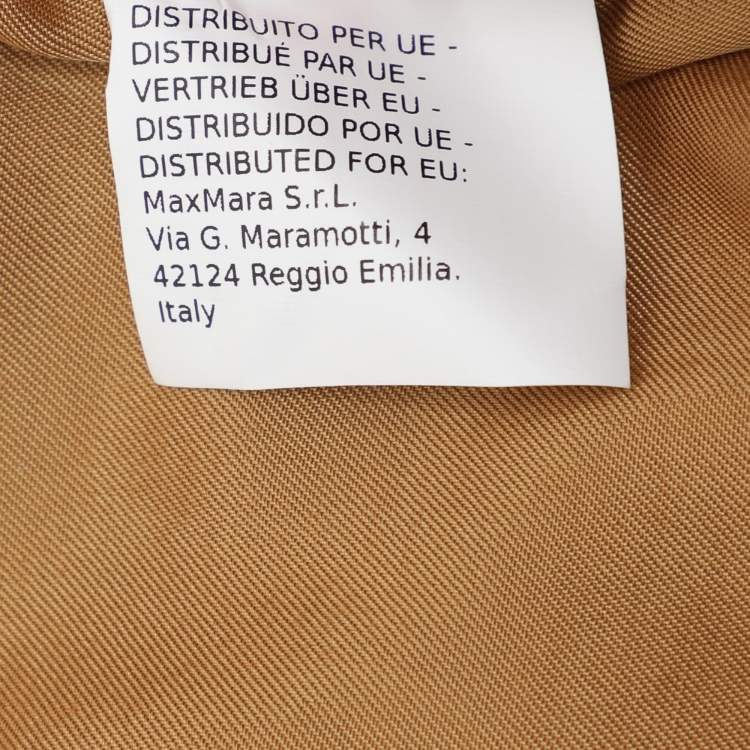 DISTRIBUITO PER UE -
DISTRIBUÉ PAR UE -
VERTRIEB ÜBER EU -
DISTRIBUIDO POR UE -
DISTRIBUTED FOR EU:
MaxMara S.r.L.
Via G. Maramotti, 4
42124 Reggio Emilia.
Italy